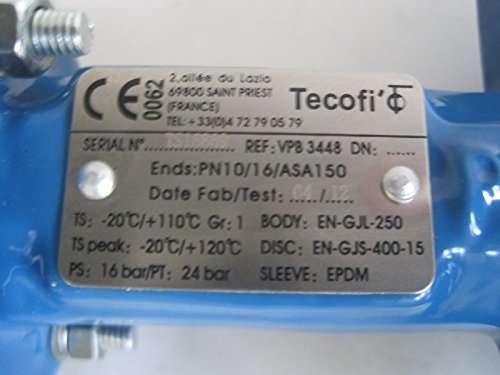 CE 0062
2,allée du Lazio
69800 SAINT PRIEST
(FRANCE)
TEL:+33(0)4 72 79 05 79
Tecofi'
SERIAL N° REF: VPB 3448 DN: ......
Ends:PN10/16/ASA150
Date Fab/Test: 04 / 12
TS: -20°C/+110°C Gr: 1 BODY: EN-GJL-250
TS peak: -20°C/+120°C DISC: EN-GJS-400-15
PS: 16 bar/PT: 24 bar SLEEVE: EPDM